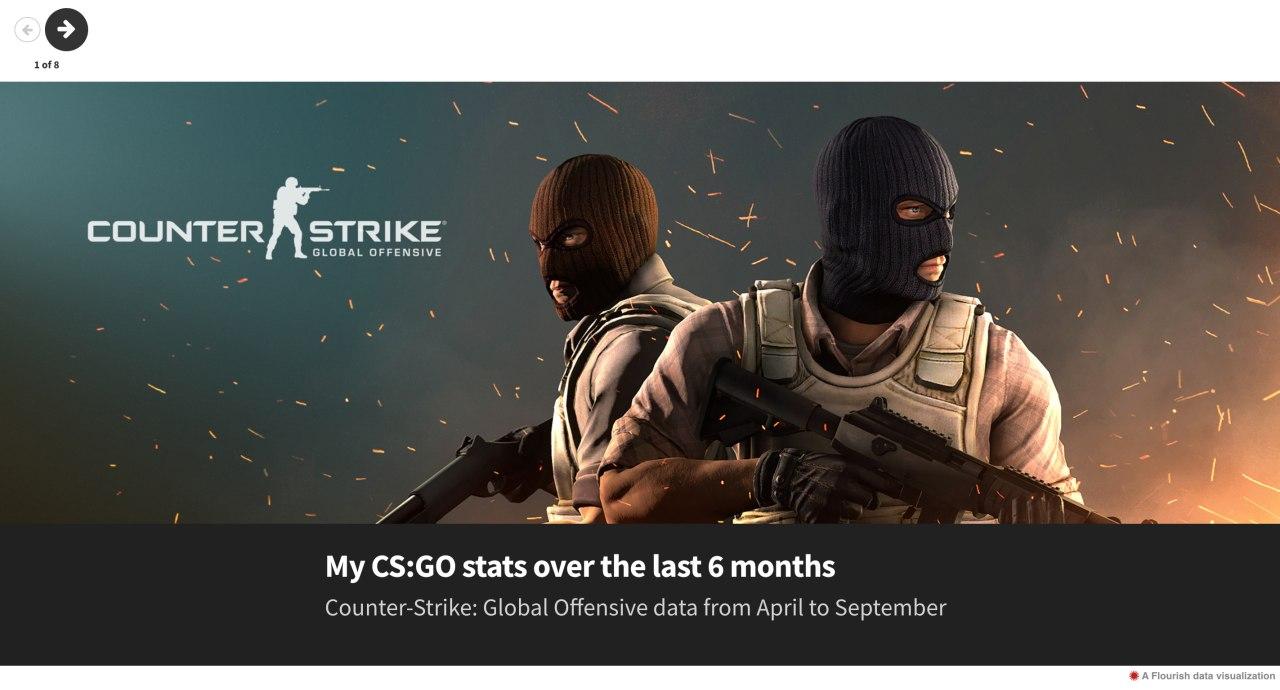 1 of 8
COUNTER STRIKE
GLOBAL OFFENSIVE
My CS:GO stats over the last 6 months
Counter-Strike: Global Offensive data from April to September
A Flourish data visualization